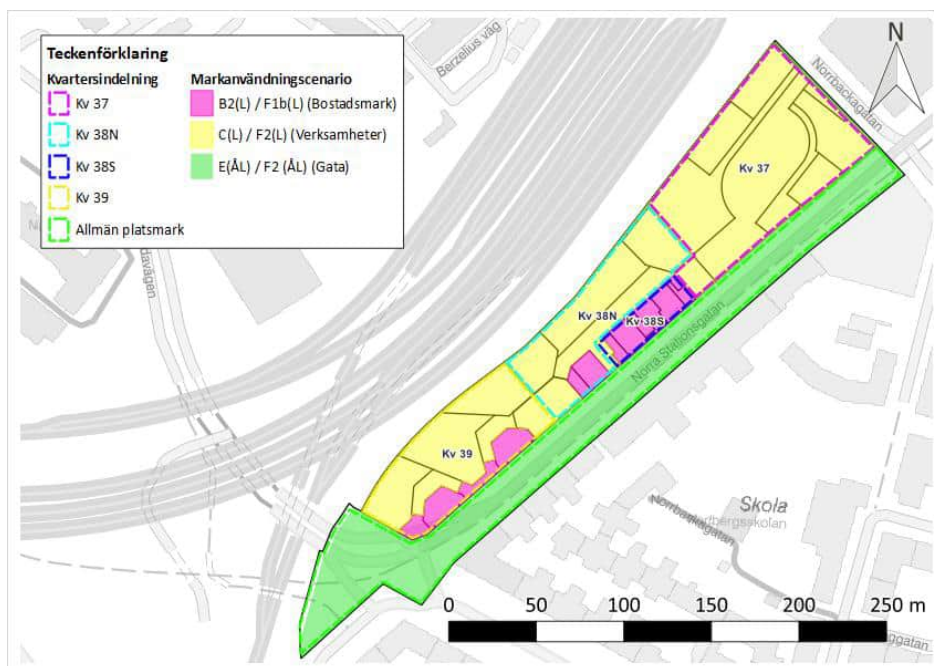 Teckenförklaring
Kvartersindelning
Markanvändningscenario
Kv 37
B2(L) / F1b(L) (Bostadsmark)
Kv 38N
C(L) / F2(L) (Verksamheter)
Kv 38S
E(ÅL) / F2 (ÅL) (Gata)
Kv 39
Allmän platsmark
Berzelius väg
Norrbackagatan
N
Kv 37
Kv 38N
Kv 38S
Norra Stationsgatan
Kv 39
Skola
Norrbackagatan
0 50 100 150 200 250 m